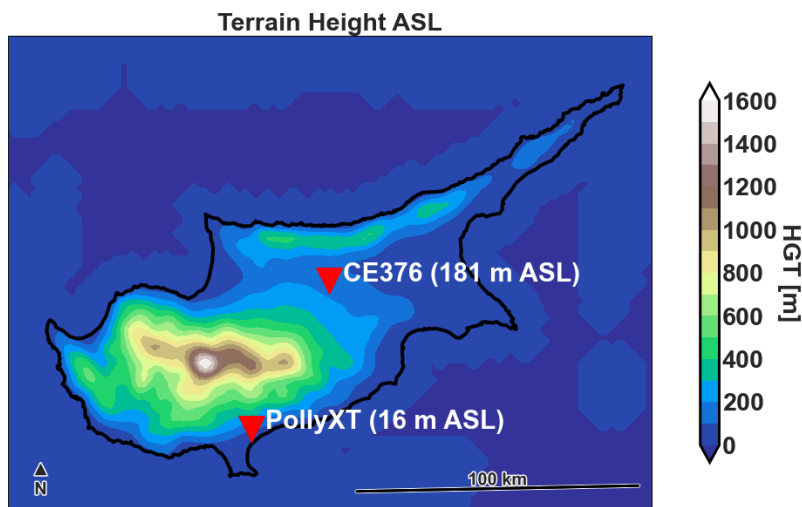 Terrain Height ASL
CE376 (181 m ASL)
PollyXT (16 m ASL)
N
100 km
1600
1400
1200
1000
800
600
400
200
0
HGT [m]